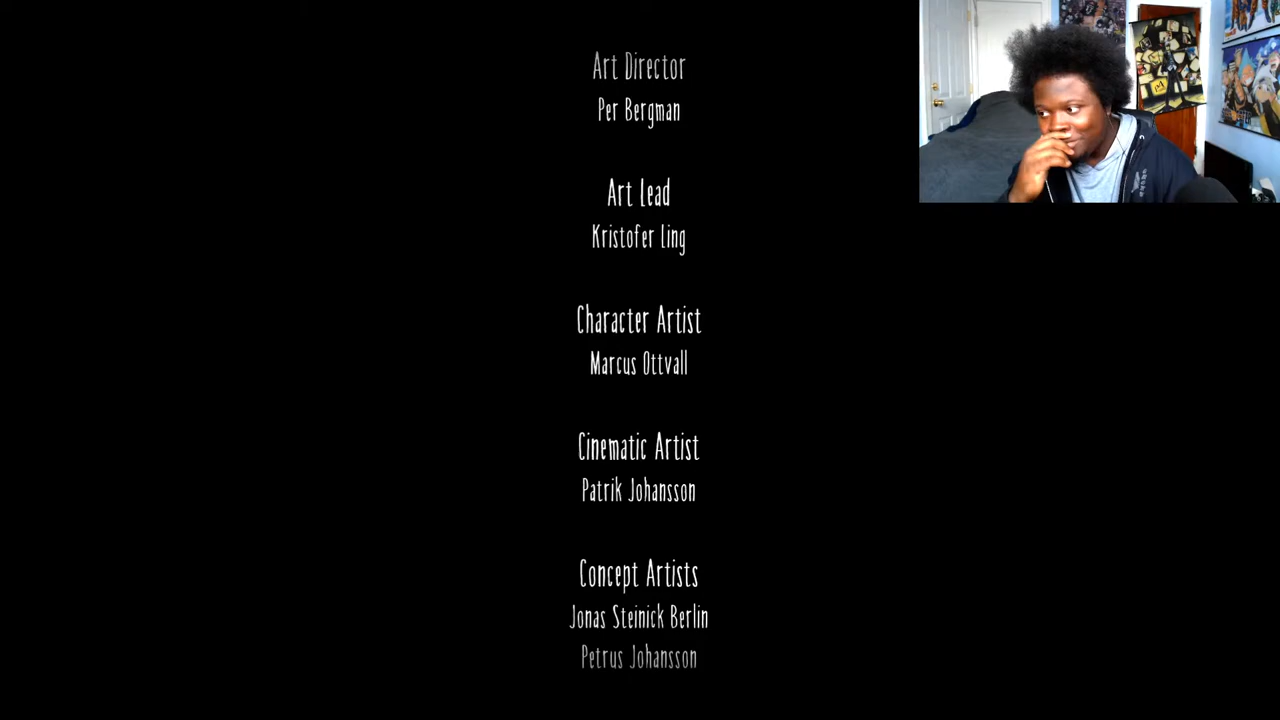 Art Director
Per Bergman
Art Lead
Kristofer Ling
Character Artist
Marcus Ottvall
Cinematic Artist
Patrik Johansson
Concept Artists
Jonas Steinick Berlin
Petrus Johansson